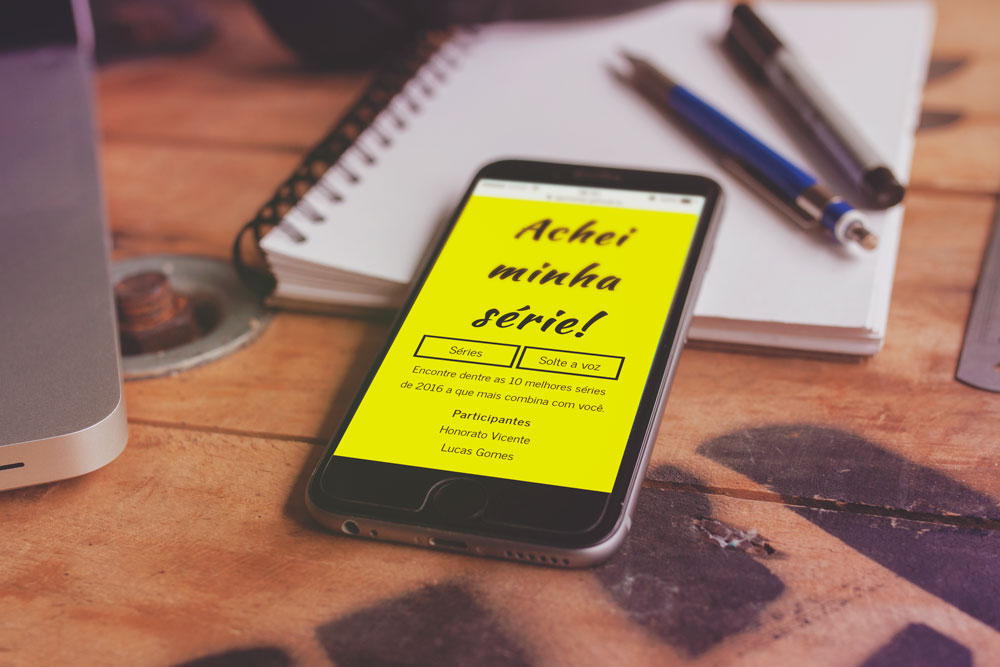 Achei
minha
série!
Séries
Solte a voz
Encontre dentre as 10 melhores séries
de 2016 a que mais combina com você.
Participantes
Honorato Vicente
Lucas Gomes